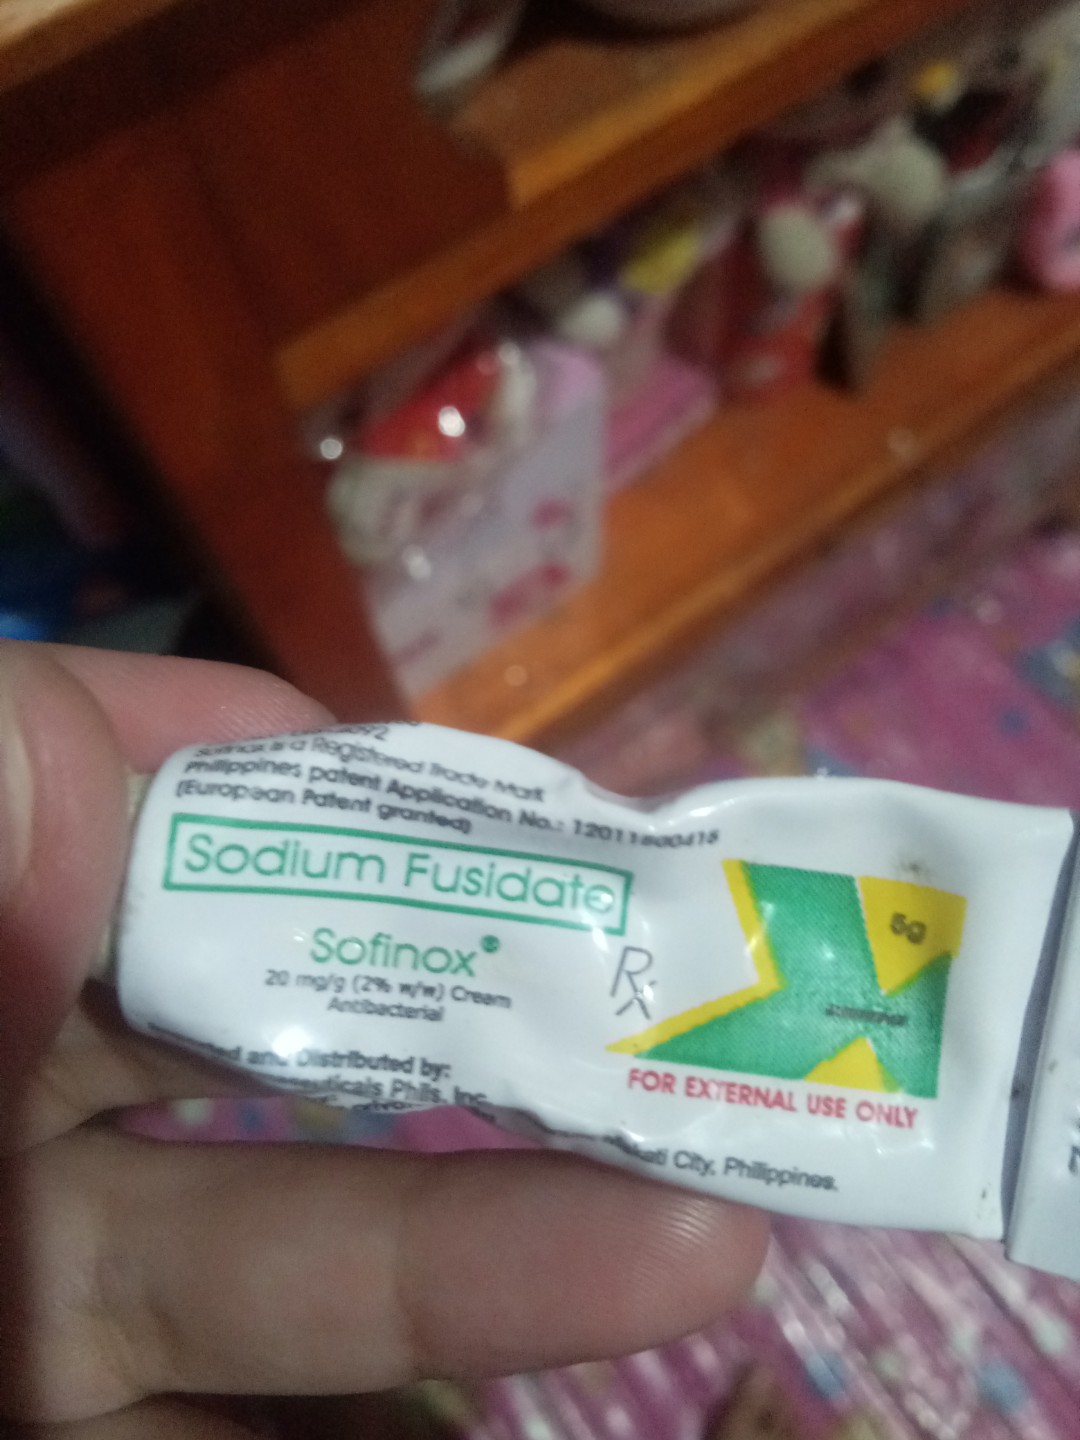 Sofinox is a Registered Trade Mark
Philippines patent Application No.: 12011500418
(European Patent granted)
Sodium Fusidate
Sofinox®
20 mg/g (2% w/w) Cream
Antibacterial
Rx
5g
FOR EXTERNAL USE ONLY
and Distributed by:
Phils. Inc.
City, Philippines.